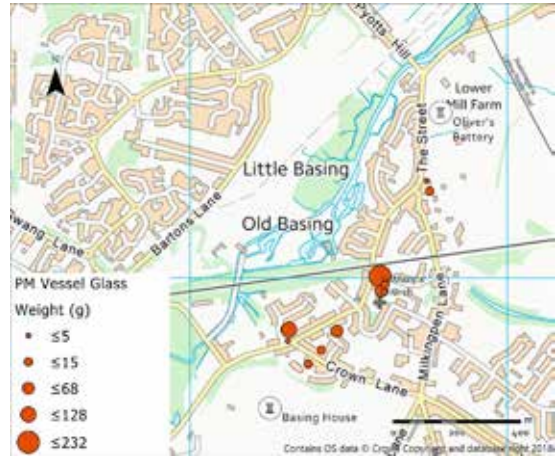 Pyotts Hill
Lower
Mill Farm
Oliver's
Battery
The Street
Little Basing
Old Basing
Bartons Lane
Lane
Milkingpen Lane
Crown Lane
Basing House
PM Vessel Glass
Weight (g)
≤5
≤15
≤68
≤128
≤232
m
Contains OS data © Crown Copyright and database right 2018